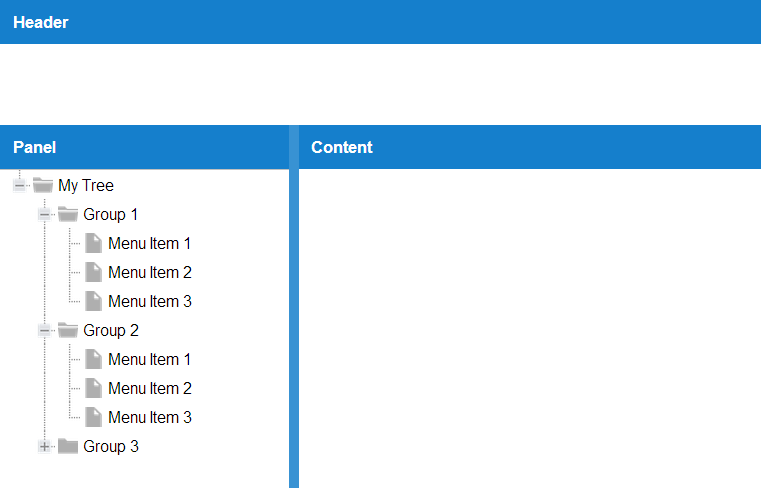 Header
Panel
Content
My Tree
Group 1
Menu Item 1
Menu Item 2
Menu Item 3
Group 2
Menu Item 1
Menu Item 2
Menu Item 3
Group 3